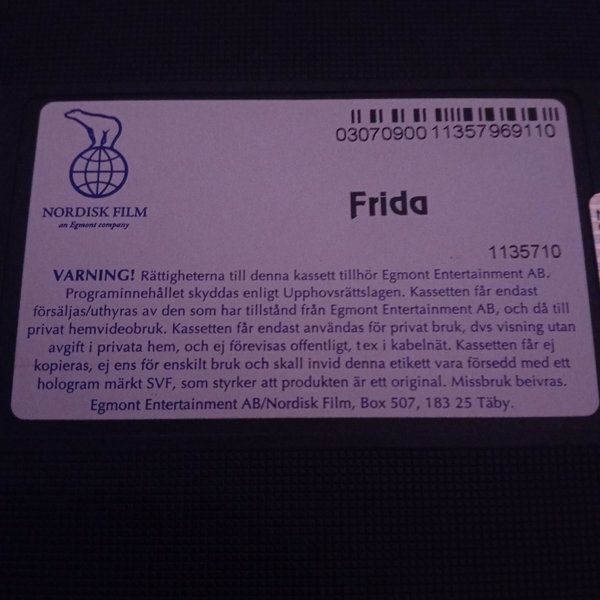 03070900 11357969110
NORDISK FILM
an Egmont company
Frida
1135710
VARNING! Rättigheterna till denna kassett tillhör Egmont Entertainment AB.
Programinnehållet skyddas enligt Upphovsrättslagen. Kassetten får endast
försäljas/uthyras av den som har tillstånd från Egmont Entertainment AB, och då till
privat hemvideobruk. Kassetten får endast användas för privat bruk, dvs visning utan
avgift i privata hem, och ej förevisas offentligt, t ex i kabelnät. Kassetten får ej
kopieras, ej ens för enskilt bruk och skall invid denna etikett vara försedd med ett
hologram märkt SVF, som styrker att produkten är ett original. Missbruk beivras.
Egmont Entertainment AB/Nordisk Film, Box 507, 183 25 Täby.